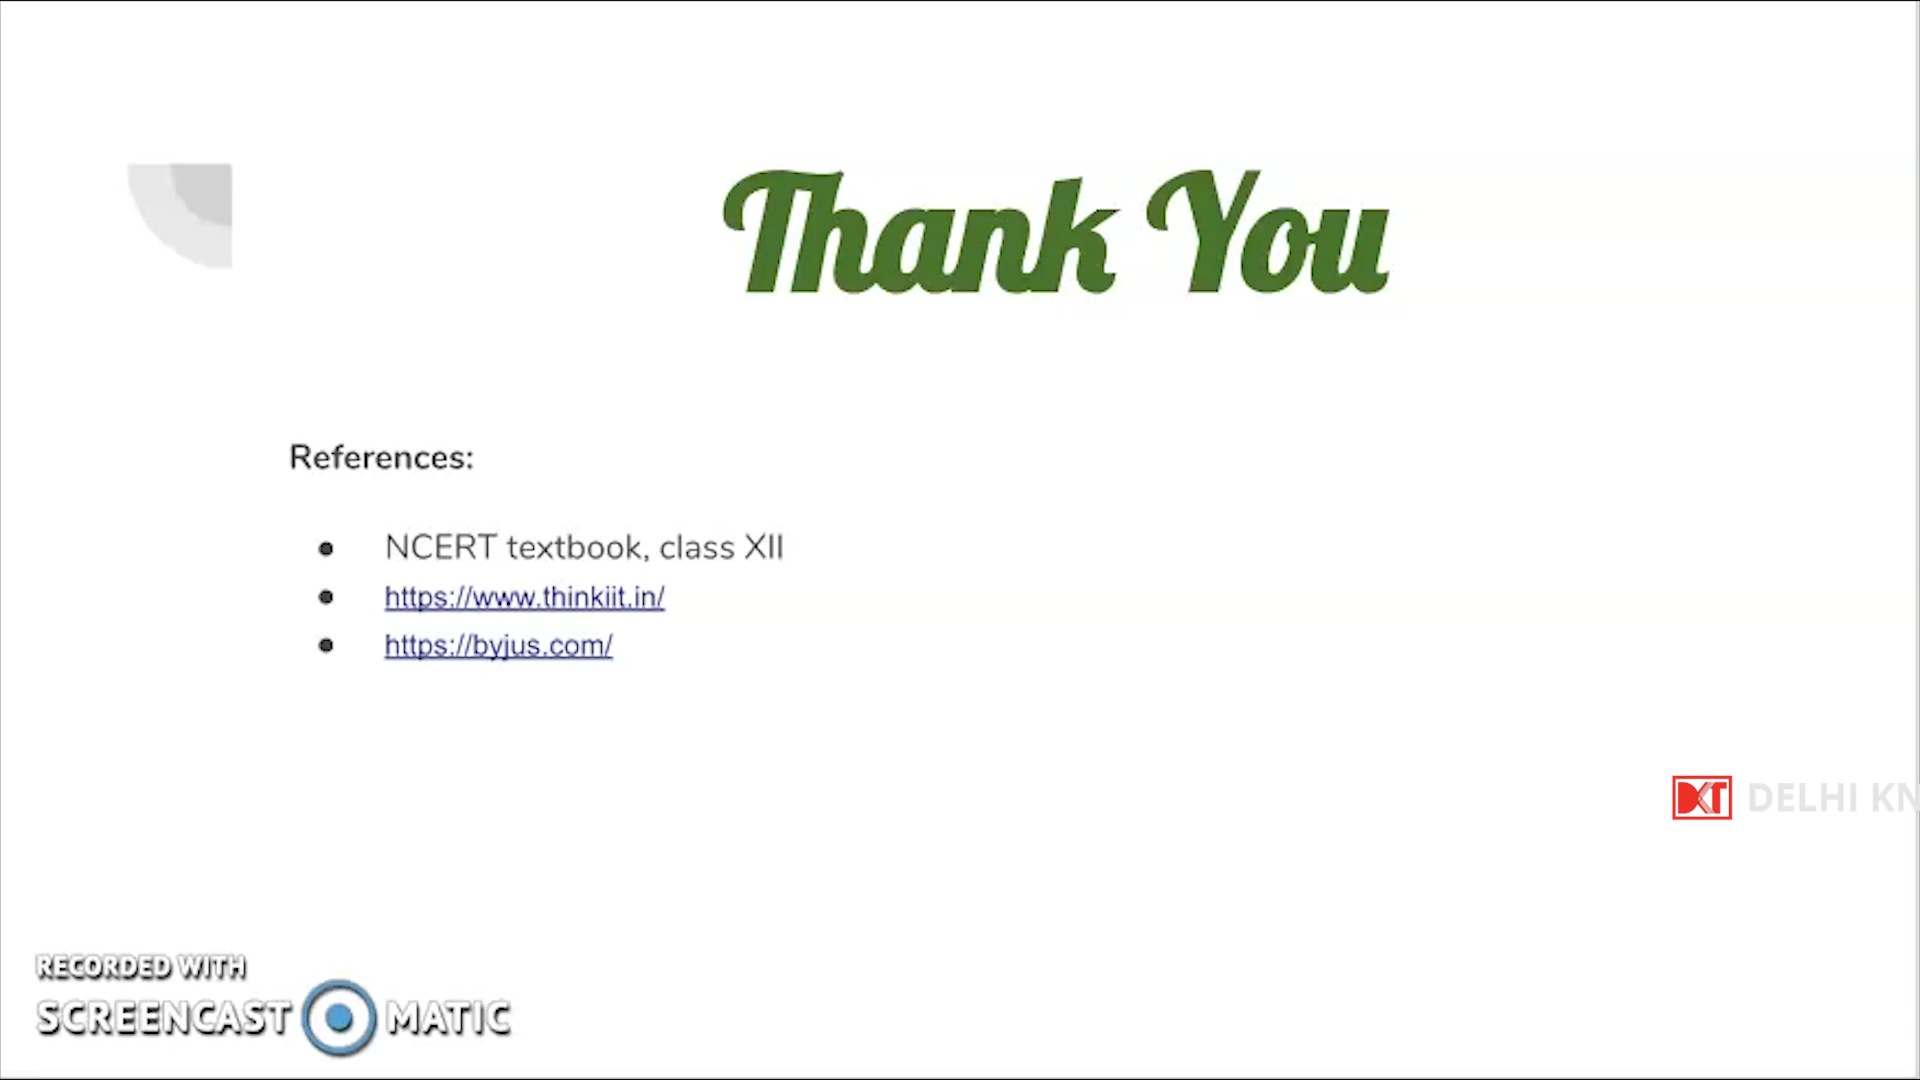 Thank You
References:
NCERT textbook, class XII
https://www.thinkiit.in/
https://byjus.com/
DKT DELHI KN
RECORDED WITH
SCREENCAST MATIC